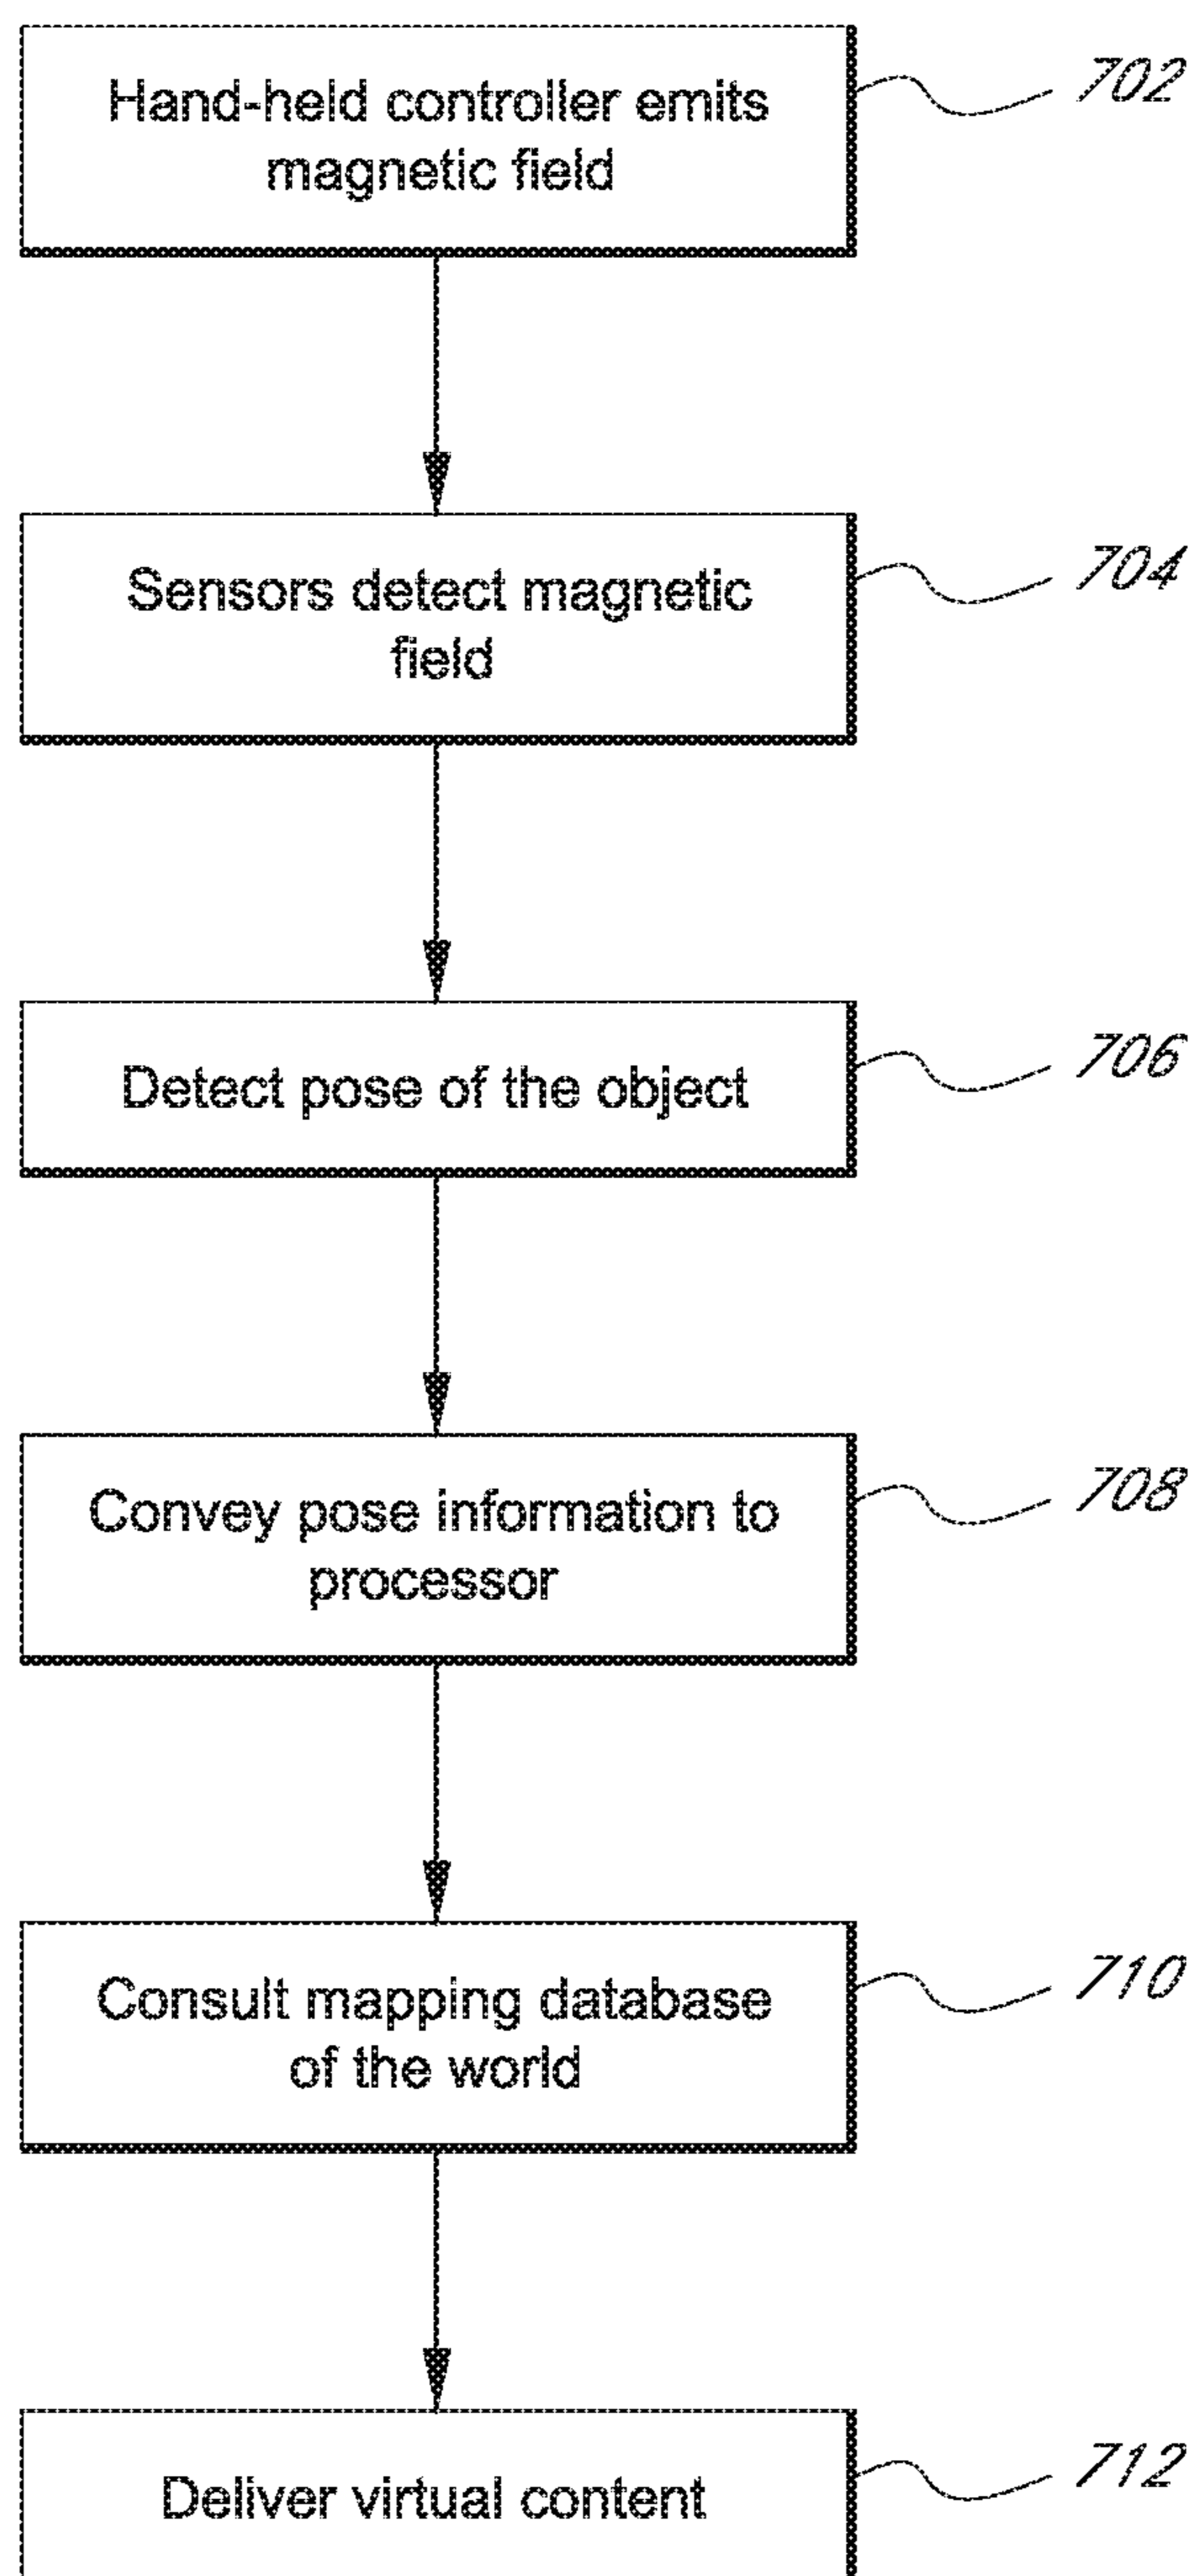 Hand-held controller emits
magnetic field
702
Sensors detect magnetic
field
704
Detect pose of the object
706
Convey pose information to
processor
708
Consult mapping database
of the world
710
Deliver virtual content
712